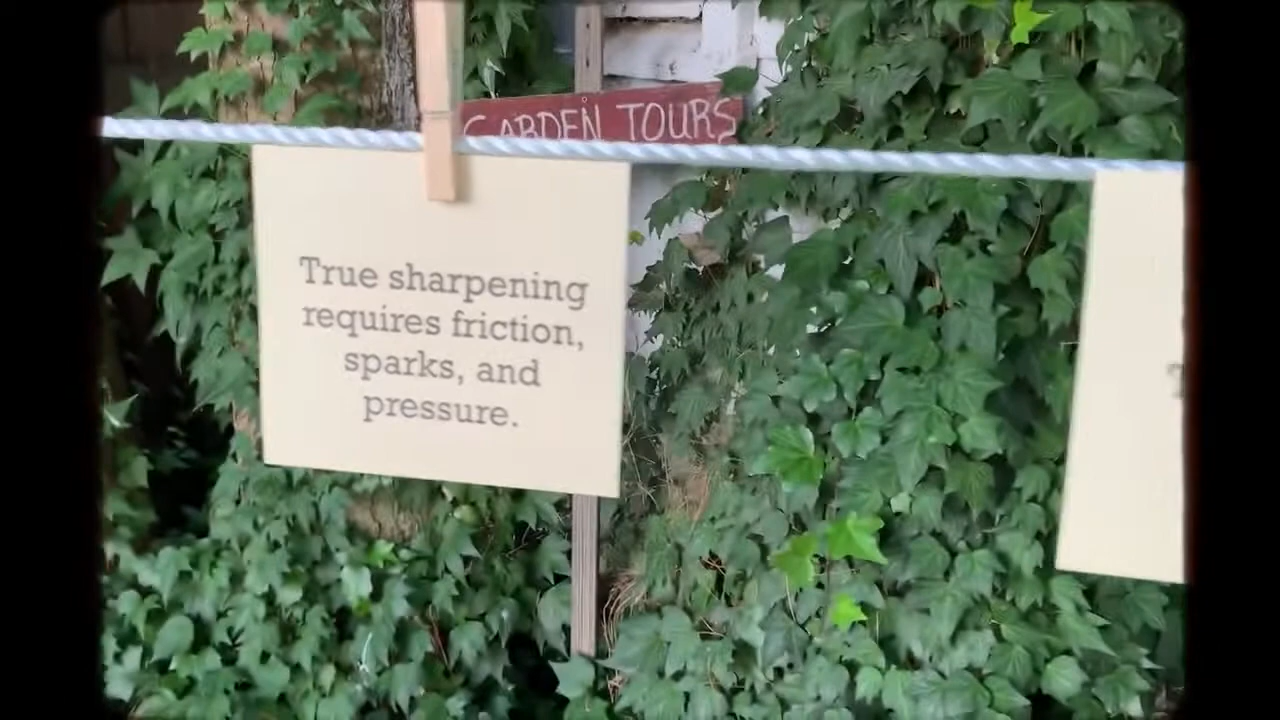 GARDEN TOURS
True sharpening
requires friction,
sparks, and
pressure.